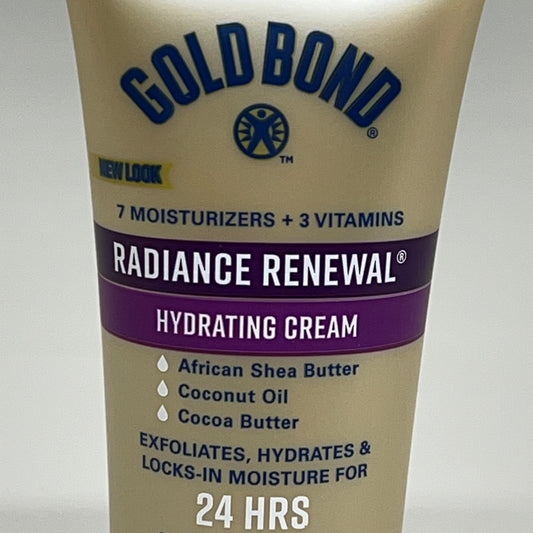 GOLD BOND®
™
NEW LOOK
7 MOISTURIZERS + 3 VITAMINS
RADIANCE RENEWAL®
HYDRATING CREAM
African Shea Butter
Coconut Oil
Cocoa Butter
EXFOLIATES, HYDRATES &
LOCKS-IN MOISTURE FOR
24 HRS